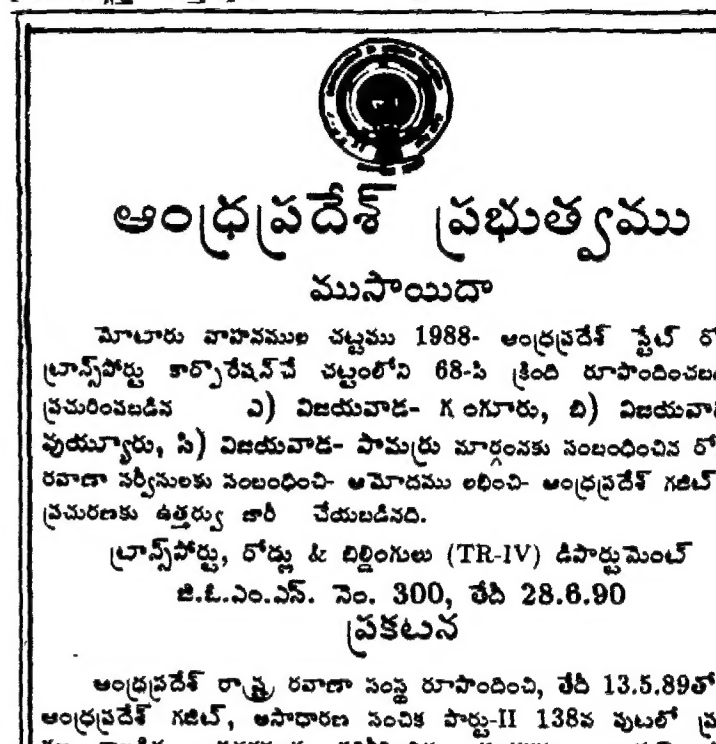 ఆంధ్రప్రదేశ్ ప్రభుత్వము
ముసాయిదా
మోటారు వాహనముల చట్టము 1988- ఆంధ్రప్రదేశ్ స్టేట్ రో
ట్రాన్స్‌పోర్టు కార్పొరేషన్‌చే చట్టంలోని 68-సి క్రింది రూపొందించబడి
ప్రచురింపబడిన ఎ) విజయవాడ- గంగూరు, బి) విజయవాడ
వుయ్యూరు, సి) విజయవాడ- పామర్రు మార్గంనకు సంబంధించిన రో
రవాణా సర్వీసులకు సంబంధించి- ఆమోదము లభించి- ఆంధ్రప్రదేశ్ గజిట్
ప్రచురణకు ఉత్తర్వు జారీ చేయబడినది.
ట్రాన్స్‌పోర్టు, రోడ్లు & బిల్డింగులు (TR-IV) డిపార్టుమెంట్
జి.ఓ.ఎం.ఎస్. నెం. 300, తేదీ 28.6.90
ప్రకటన
ఆంధ్రప్రదేశ్ రాష్ట్ర రవాణా సంస్థ రూపొందించి, తేదీ 13.5.89తో
ఆంధ్రప్రదేశ్ గజిట్, అసాధారణ సంచిక పార్టు-II 138వ పుటలో ప్ర